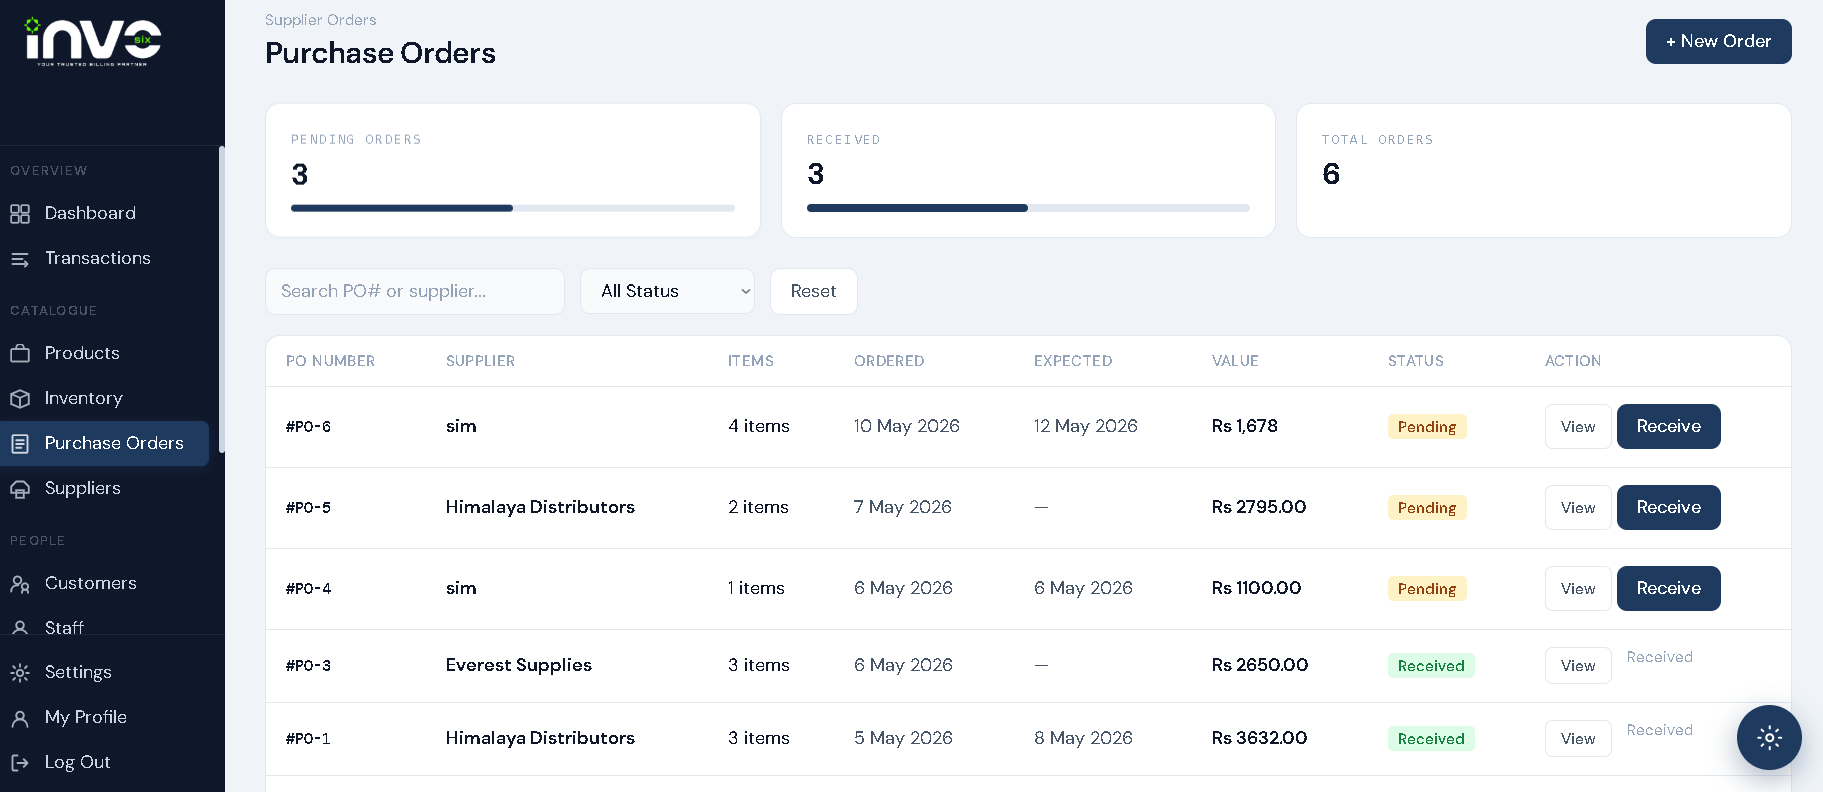 invo
six
YOUR TRUSTED BILLING PARTNER
OVERVIEW
Dashboard
Transactions
CATALOGUE
Products
Inventory
Purchase Orders
Suppliers
PEOPLE
Customers
Staff
Settings
My Profile
Log Out
Supplier Orders
Purchase Orders
+ New Order
PENDING ORDERS
3
RECEIVED
3
TOTAL ORDERS
6
Search PO# or supplier... All Status Reset
PO NUMBER SUPPLIER ITEMS ORDERED EXPECTED VALUE STATUS ACTION
#PO-6 sim 4 items 10 May 2026 12 May 2026 Rs 1,678 Pending View Receive
#PO-5 Himalaya Distributors 2 items 7 May 2026 — Rs 2795.00 Pending View Receive
#PO-4 sim 1 items 6 May 2026 6 May 2026 Rs 1100.00 Pending View Receive
#PO-3 Everest Supplies 3 items 6 May 2026 — Rs 2650.00 Received View Received
#PO-1 Himalaya Distributors 3 items 5 May 2026 8 May 2026 Rs 3632.00 Received View Received